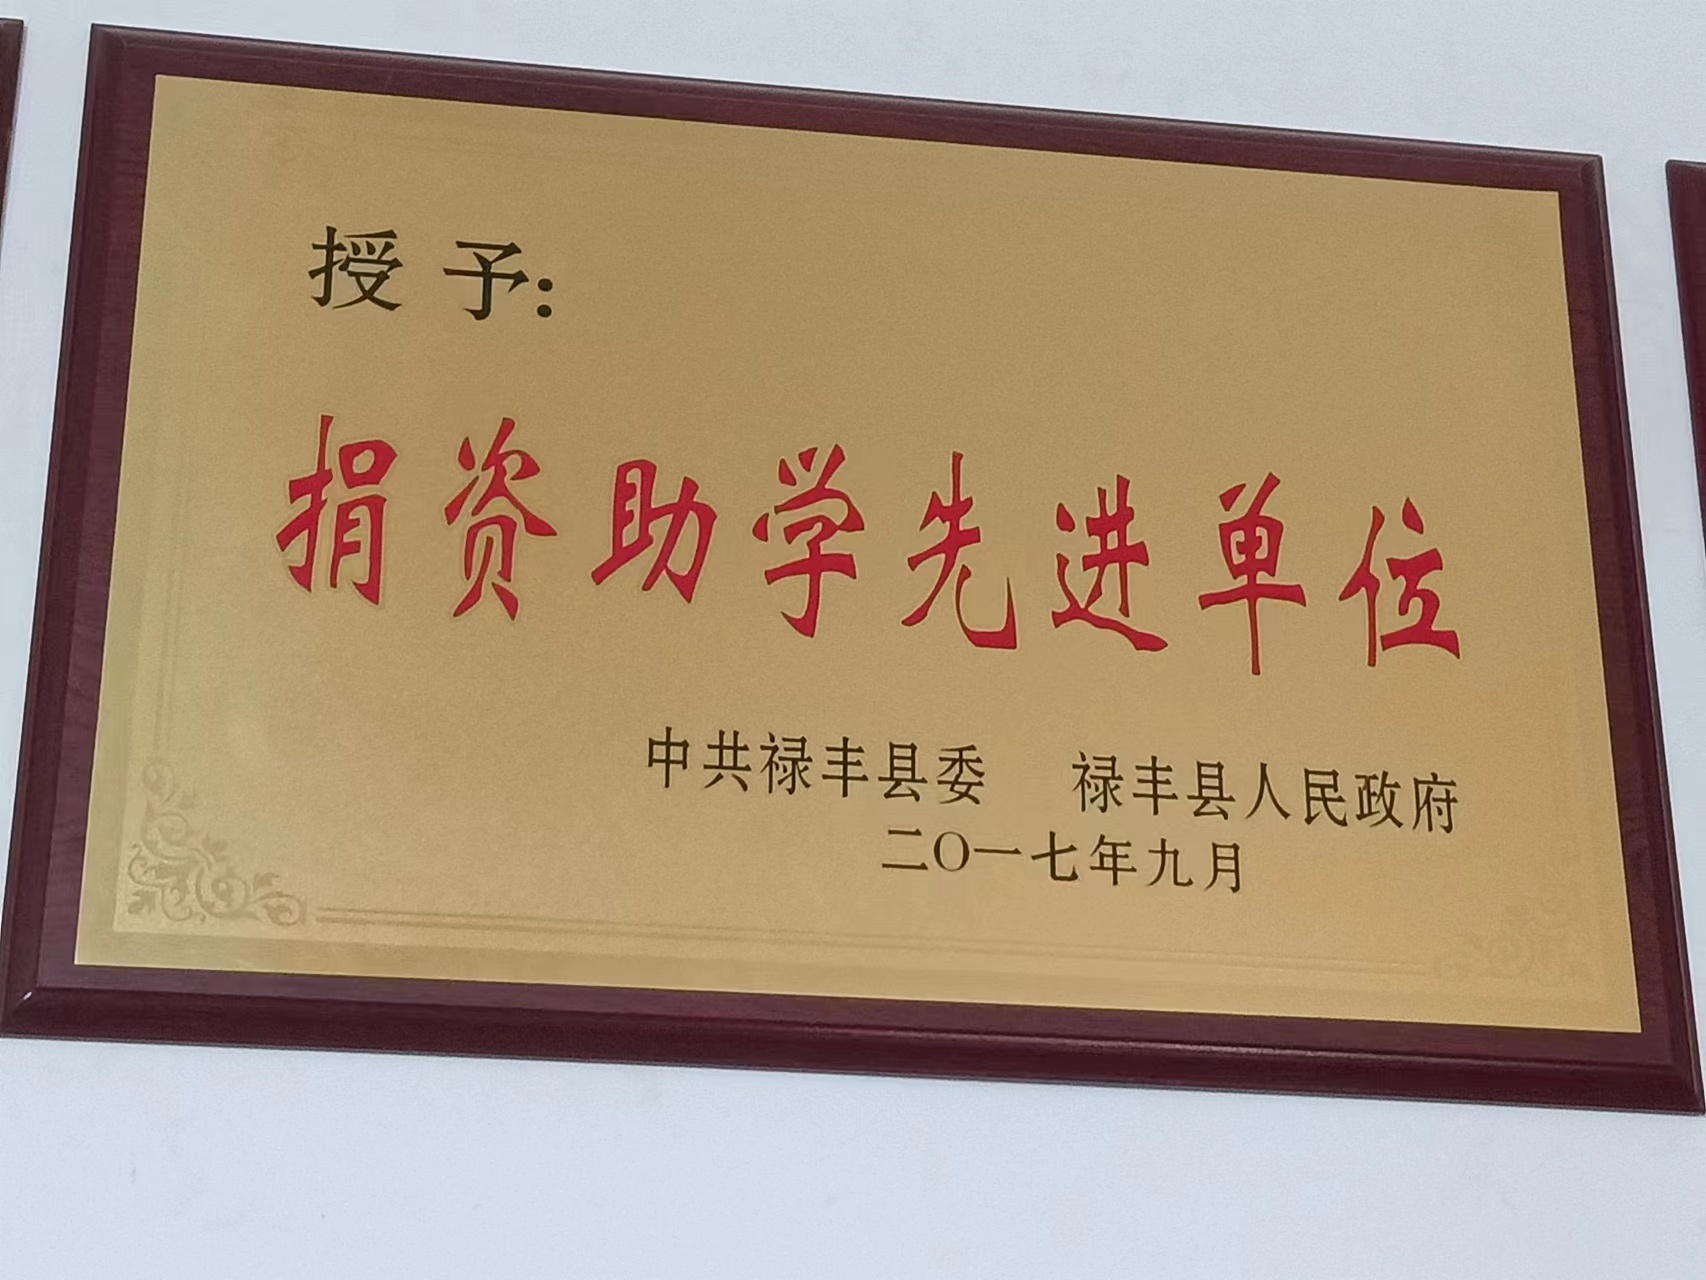 授予:
捐资助学先进单位
中共禄丰县委 禄丰县人民政府
二〇一七年九月